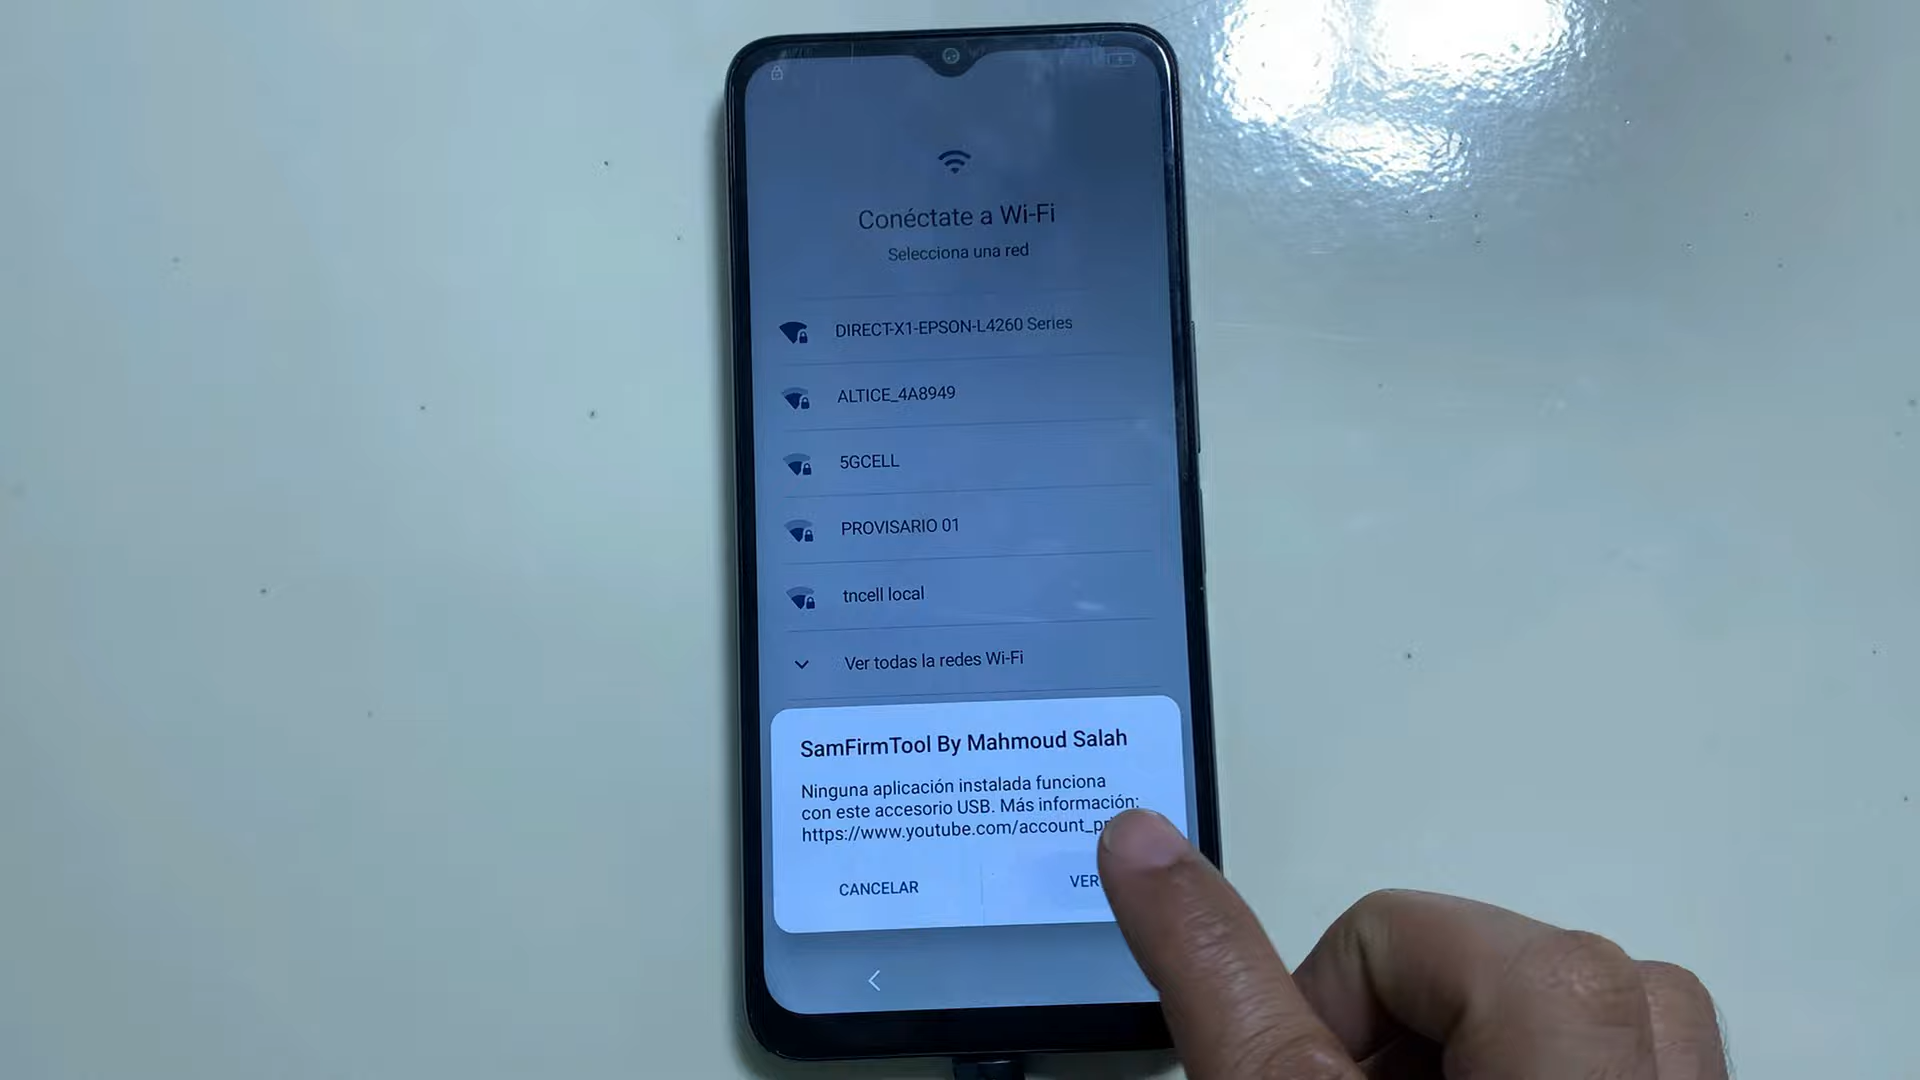 Conéctate a Wi-Fi
Selecciona una red
DIRECT-X1-EPSON-L4260 Series
ALTICE_4A8949
5GCELL
PROVISARIO 01
tncell local
Ver todas la redes Wi-Fi
SamFirmTool By Mahmoud Salah
Ninguna aplicación instalada funciona
con este accesorio USB. Más información:
https://www.youtube.com/account_pr
CANCELAR
VER